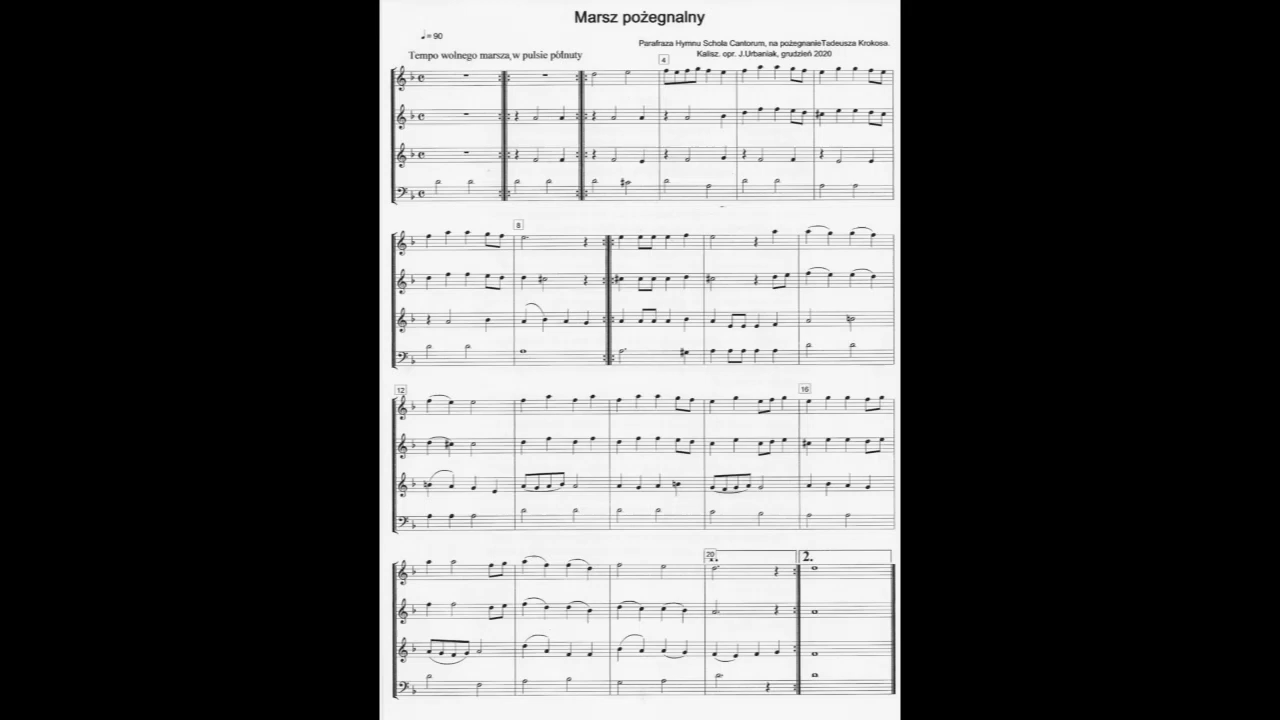 Marsz pożegnalny
♩= 90
Parafraza Hymnu Schola Cantorum, na pożegnanieTadeusza Krokosa.
Kalisz. opr. J.Urbaniak, grudzień 2020
Tempo wolnego marsza,w pulsie półnuty
4
8
12
16
20
2.